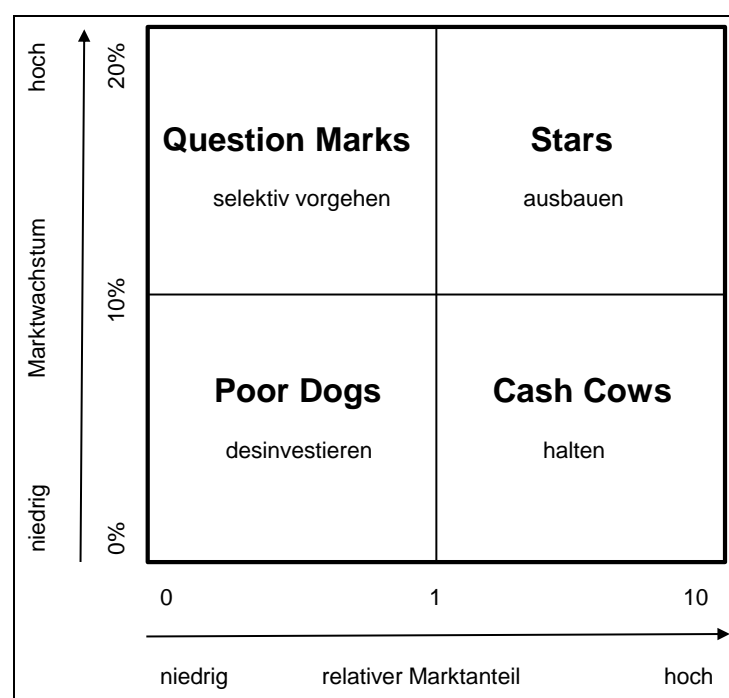 hoch
20%
Question Marks
Stars
selektiv vorgehen
ausbauen
Marktwachstum
10%
Poor Dogs
Cash Cows
desinvestieren
halten
niedrig
0%
0
1
10
niedrig
relativer Marktanteil
hoch